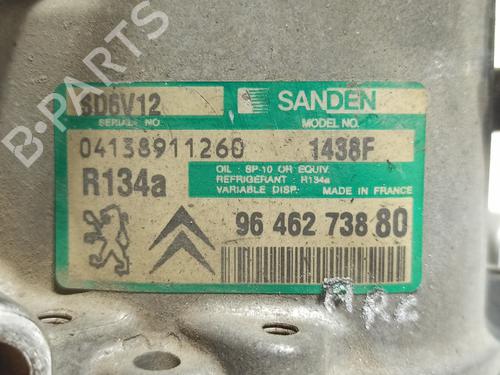 B-PARTS
SD6V12
SANDEN
SERIAL NO.
MODEL NO.
04138911260
1438F
OIL : SP-10 OR EQUIV.
R134a
REFRIGERANT : R134a
VARIABLE DISP.
MADE IN FRANCE
96 462 738 80